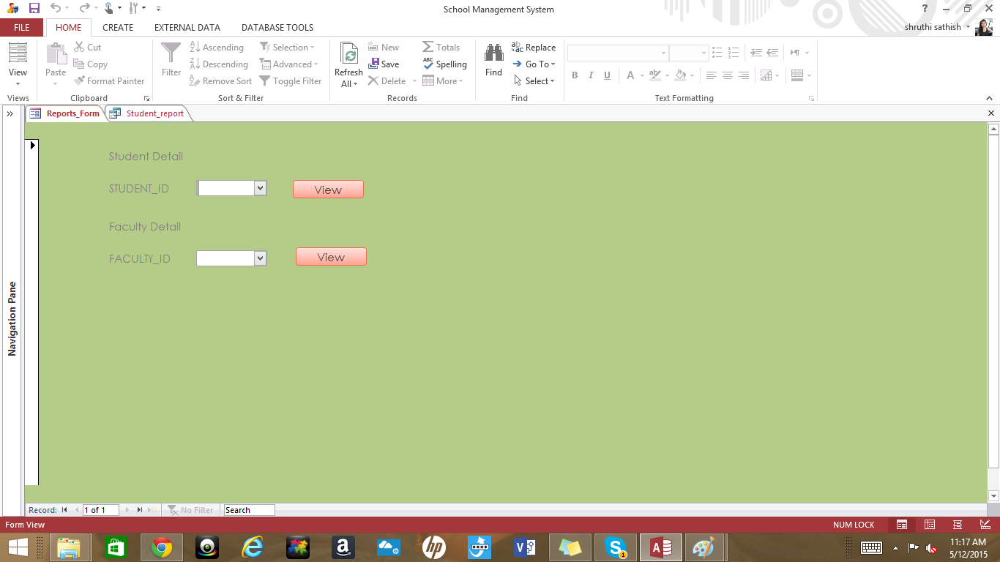 School Management System
?
FILE HOME CREATE EXTERNAL DATA DATABASE TOOLS
shruthi sathish
View
Views
Paste
Cut
Copy
Format Painter
Clipboard
Filter
Ascending
Descending
Remove Sort
Selection
Advanced
Toggle Filter
Sort & Filter
Refresh
All
New
Save
Delete
Totals
ABC
Spelling
More
Records
Find
Replace
Go To
Select
Find
B I U A
Text Formatting
Reports_Form Student_report
Navigation Pane
Student Detail
STUDENT_ID View
Faculty Detail
FACULTY_ID View
Record: 1 of 1 No Filter Search
Form View NUM LOCK
11:17 AM
5/12/2015